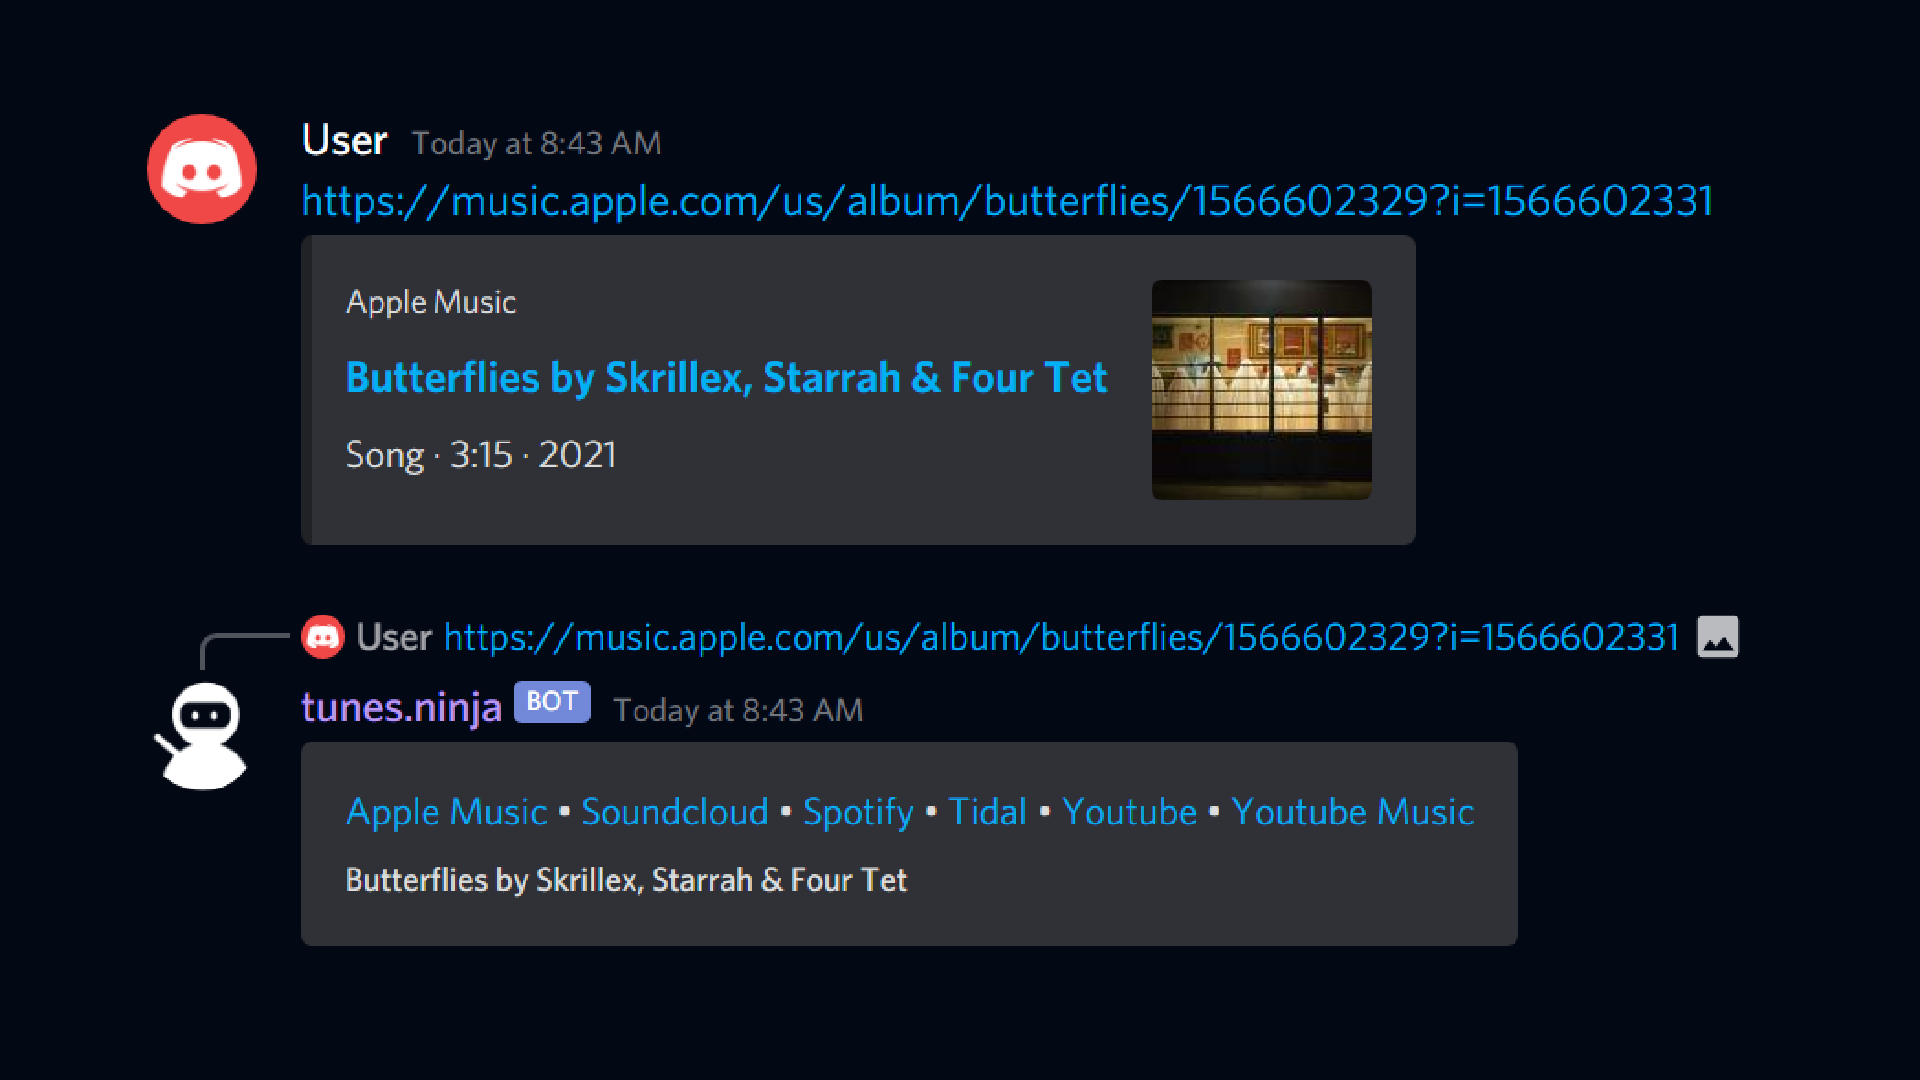 User Today at 8:43 AM
https://music.apple.com/us/album/butterflies/1566602329?i=1566602331
Apple Music
Butterflies by Skrillex, Starrah & Four Tet
Song · 3:15 · 2021
User https://music.apple.com/us/album/butterflies/1566602329?i=1566602331
tunes.ninja BOT Today at 8:43 AM
Apple Music • Soundcloud • Spotify • Tidal • Youtube • Youtube Music
Butterflies by Skrillex, Starrah & Four Tet